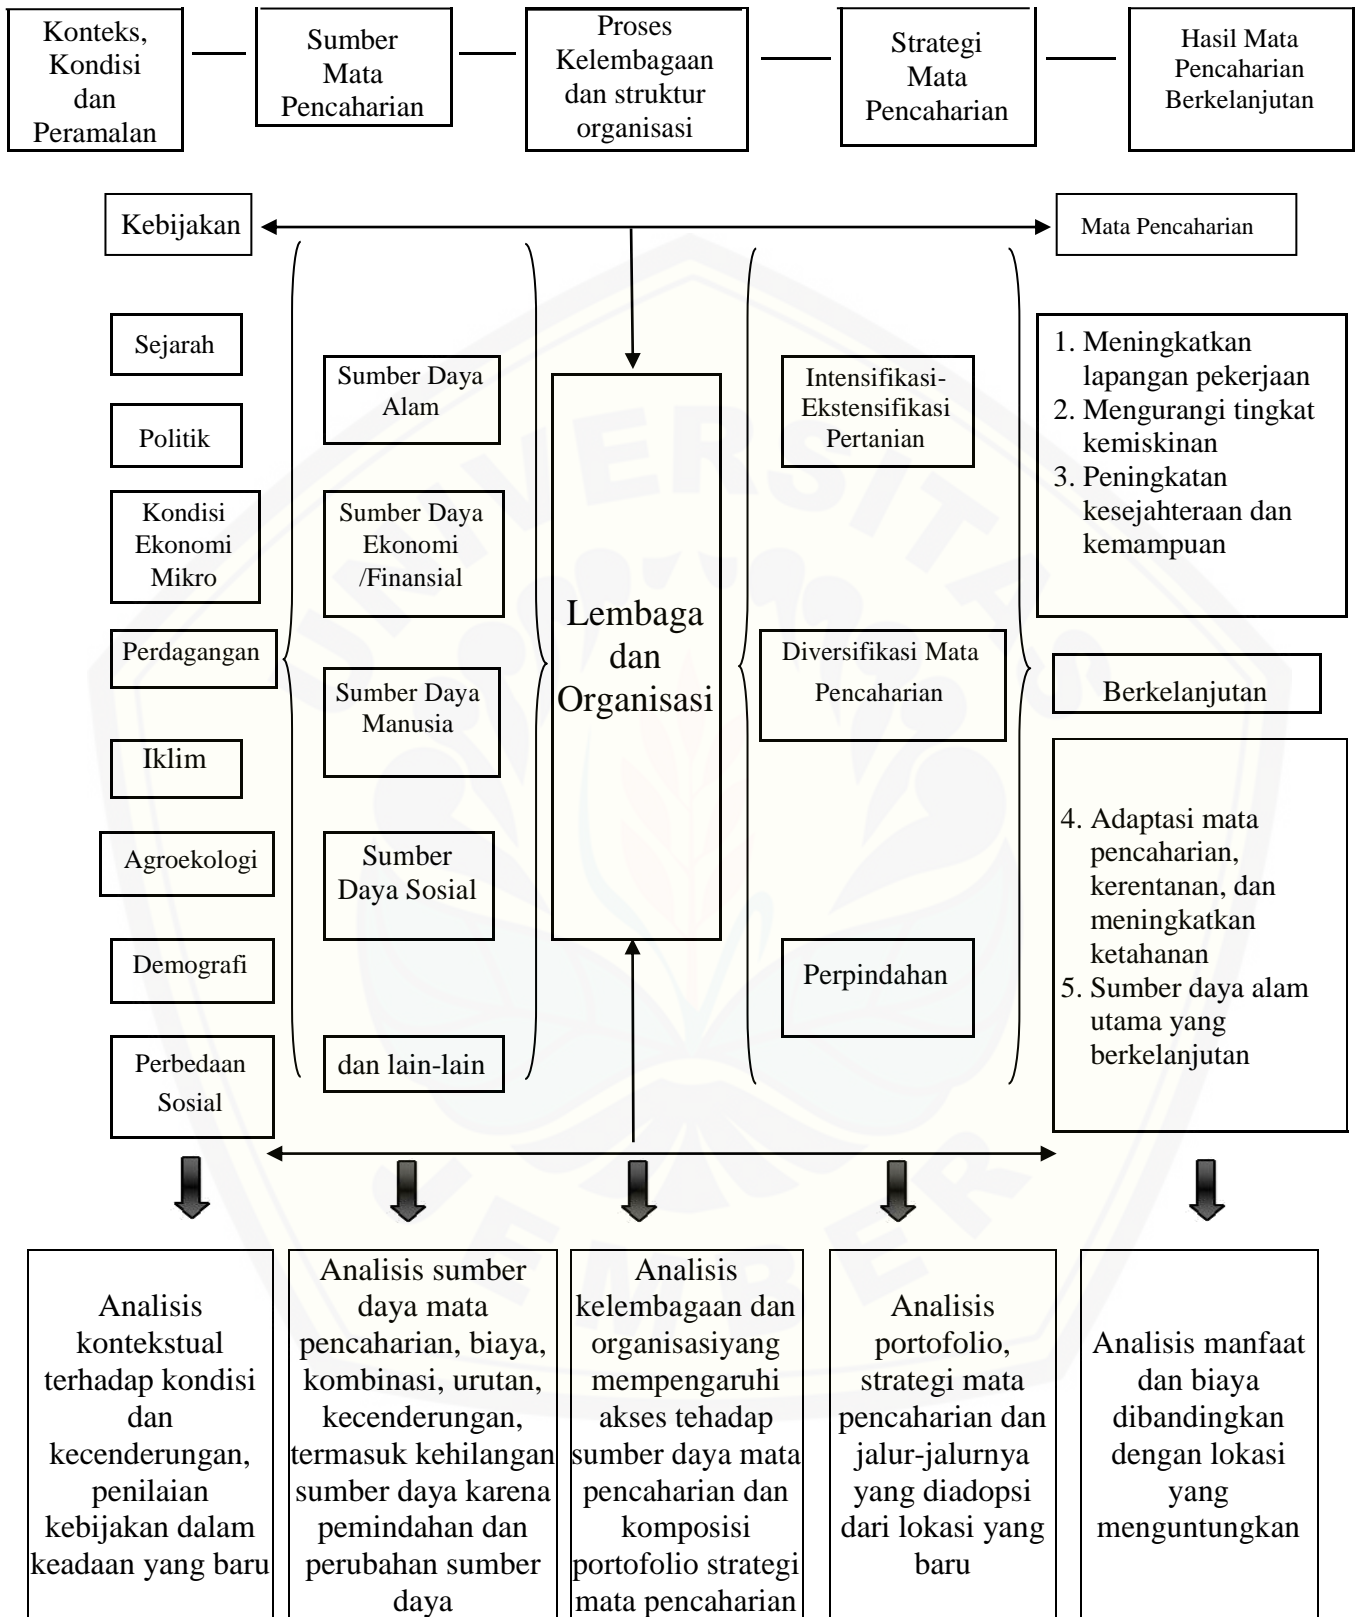 Konteks,
Kondisi
dan
Peramalan
Sumber
Mata
Pencaharian
Proses
Kelembagaan
dan struktur
organisasi
Strategi
Mata
Pencaharian
Hasil Mata
Pencaharian
Berkelanjutan
Kebijakan
Mata Pencaharian
Sejarah
Politik
Kondisi
Ekonomi
Mikro
Perdagangan
Iklim
Agroekologi
Demografi
Perbedaan
Sosial
Sumber Daya
Alam
Sumber Daya
Ekonomi
/Finansial
Sumber Daya
Manusia
Sumber
Daya Sosial
dan lain-lain
Lembaga
dan
Organisasi
Intensifikasi-
Ekstensifikasi
Pertanian
Diversifikasi Mata
Pencaharian
Perpindahan
1. Meningkatkan
lapangan pekerjaan
2. Mengurangi tingkat
kemiskinan
3. Peningkatan
kesejahteraan dan
kemampuan
Berkelanjutan
4. Adaptasi mata
pencaharian,
kerentanan, dan
meningkatkan
ketahanan
5. Sumber daya alam
utama yang
berkelanjutan
Analisis
kontekstual
terhadap kondisi
dan
kecenderungan,
penilaian
kebijakan dalam
keadaan yang baru
Analisis sumber
daya mata
pencaharian, biaya,
kombinasi, urutan,
kecenderungan,
termasuk kehilangan
sumber daya karena
pemindahan dan
perubahan sumber
daya
Analisis
kelembagaan dan
organisasiyang
mempengaruhi
akses tehadap
sumber daya mata
pencaharian dan
komposisi
portofolio strategi
mata pencaharian
Analisis
portofolio,
strategi mata
pencaharian dan
jalur-jalurnya
yang diadopsi
dari lokasi yang
baru
Analisis manfaat
dan biaya
dibandingkan
dengan lokasi
yang
menguntungkan
UNIVERSITAS
JEMBER